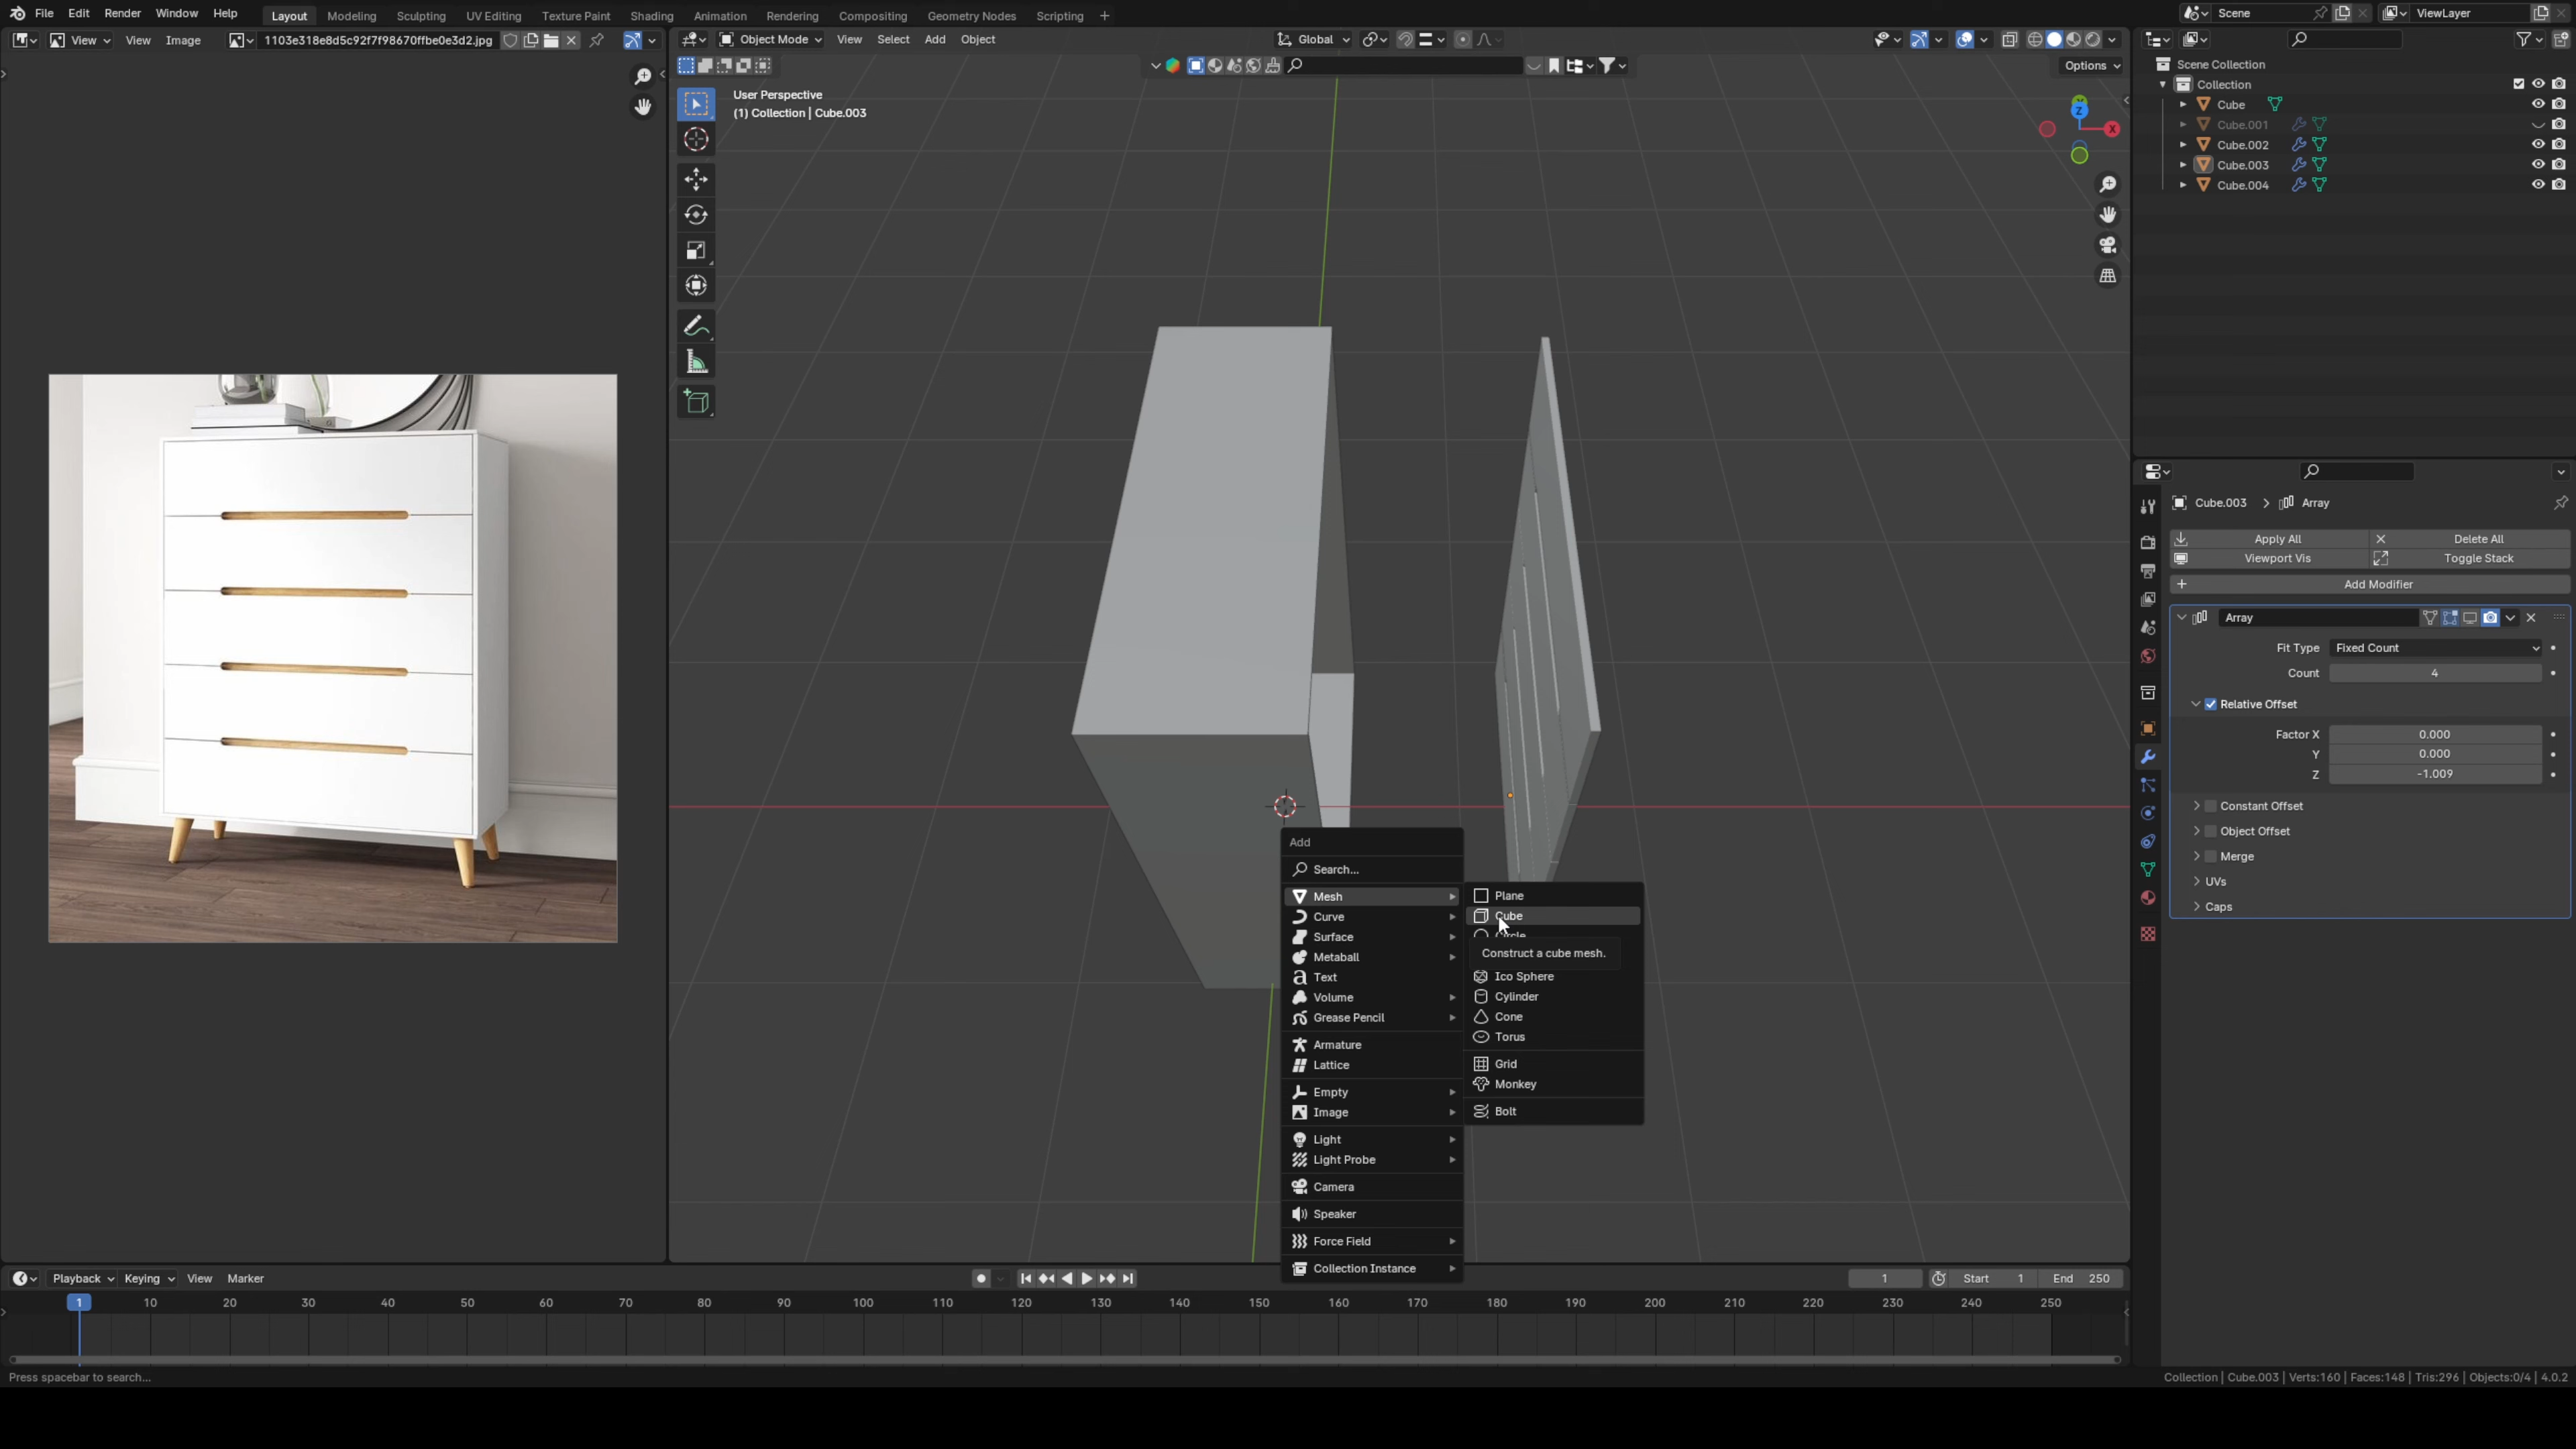 File Edit Render Window Help
Layout Modeling Sculpting UV Editing Texture Paint Shading Animation Rendering Compositing Geometry Nodes Scripting +
Scene
ViewLayer
View View Image 1103e318e8d5c92f7f98670ffbe0e3d2.jpg
Object Mode View Select Add Object
Global
Options
User Perspective
(1) Collection | Cube.003
Z
X
Scene Collection
Collection
Cube
Cube.001
Cube.002
Cube.003
Cube.004
Cube.003 > Array
Apply All
Delete All
Viewport Vis
Toggle Stack
Add Modifier
Array
Fit Type Fixed Count
Count 4
Relative Offset
Factor X 0.000
Y 0.000
Z -1.009
Constant Offset
Object Offset
Merge
UVs
Caps
Add
Search...
Mesh
Curve
Surface
Metaball
Text
Volume
Grease Pencil
Armature
Lattice
Empty
Image
Light
Light Probe
Camera
Speaker
Force Field
Collection Instance
Plane
Cube
Circle
Construct a cube mesh.
Ico Sphere
Cylinder
Cone
Torus
Grid
Monkey
Bolt
Playback Keying View Marker
1 Start 1 End 250
1 10 20 30 40 50 60 70 80 90 100 110 120 130 140 150 160 170 180 190 200 210 220 230 240 250
Press spacebar to search...
Collection | Cube.003 | Verts:160 | Faces:148 | Tris:296 | Objects:0/4 | 4.0.2